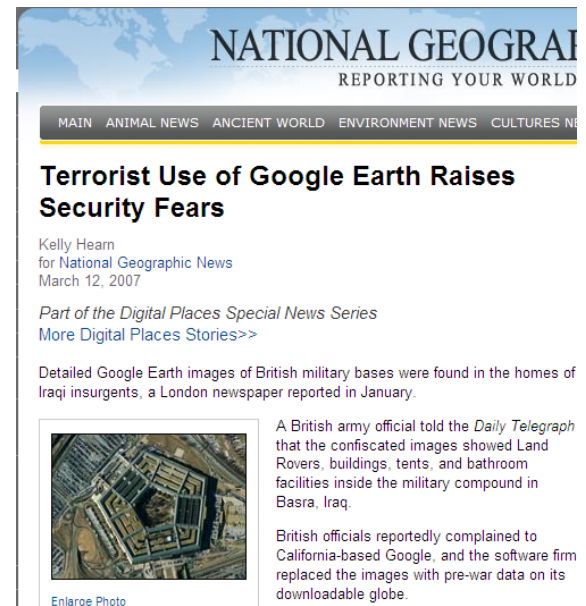 NATIONAL GEOGRAP
REPORTING YOUR WORLD
MAIN ANIMAL NEWS ANCIENT WORLD ENVIRONMENT NEWS CULTURES NE
Terrorist Use of Google Earth Raises
Security Fears
Kelly Hearn
for National Geographic News
March 12, 2007
Part of the Digital Places Special News Series
More Digital Places Stories>>
Detailed Google Earth images of British military bases were found in the homes of
Iraqi insurgents, a London newspaper reported in January.
A British army official told the Daily Telegraph
that the confiscated images showed Land
Rovers, buildings, tents, and bathroom
facilities inside the military compound in
Basra, Iraq.
British officials reportedly complained to
California-based Google, and the software firm
replaced the images with pre-war data on its
downloadable globe.
Enlarge Photo